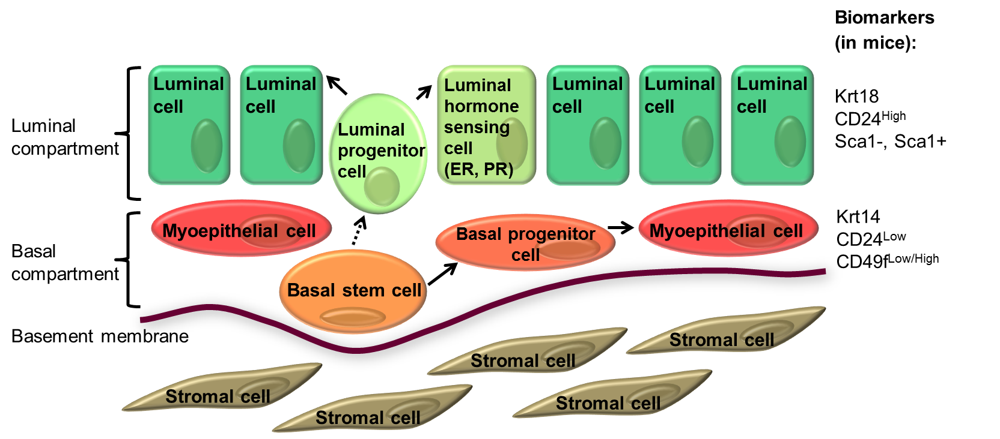 Biomarkers
(in mice):
Luminal
cell
Luminal
cell
Luminal
progenitor
cell
Luminal
hormone
sensing
cell
(ER, PR)
Luminal
cell
Luminal
cell
Luminal
cell
Krt18
CD24High
Sca1-, Sca1+
Luminal
compartment
Myoepithelial cell
Basal progenitor
cell
Myoepithelial cell
Krt14
CD24Low
CD49fLow/High
Basal
compartment
Basal stem cell
Basement membrane
Stromal cell
Stromal cell
Stromal cell
Stromal cell
Stromal cell